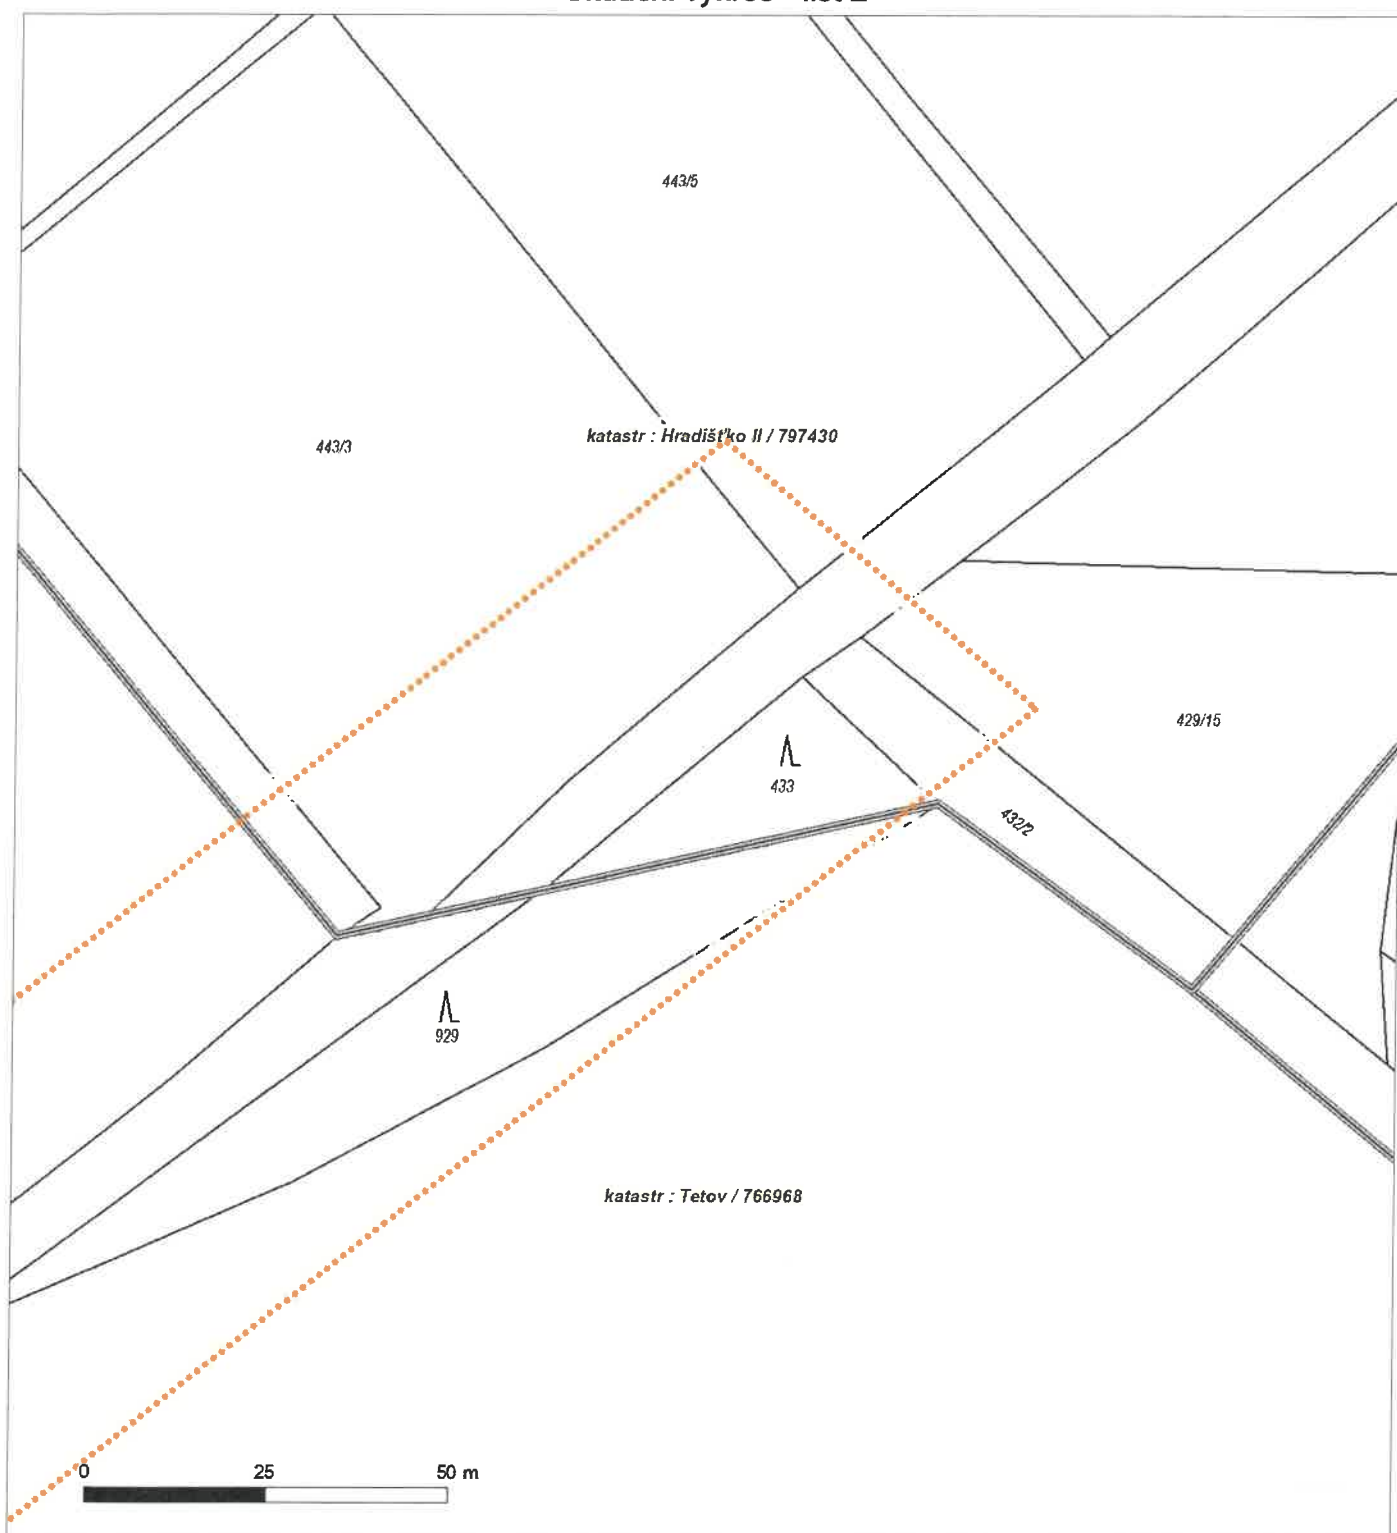 443/5
katastr : Hradišťko II / 797430
443/3
429/15
433
432/2
929
katastr : Tetov / 766968
0 25 50 m